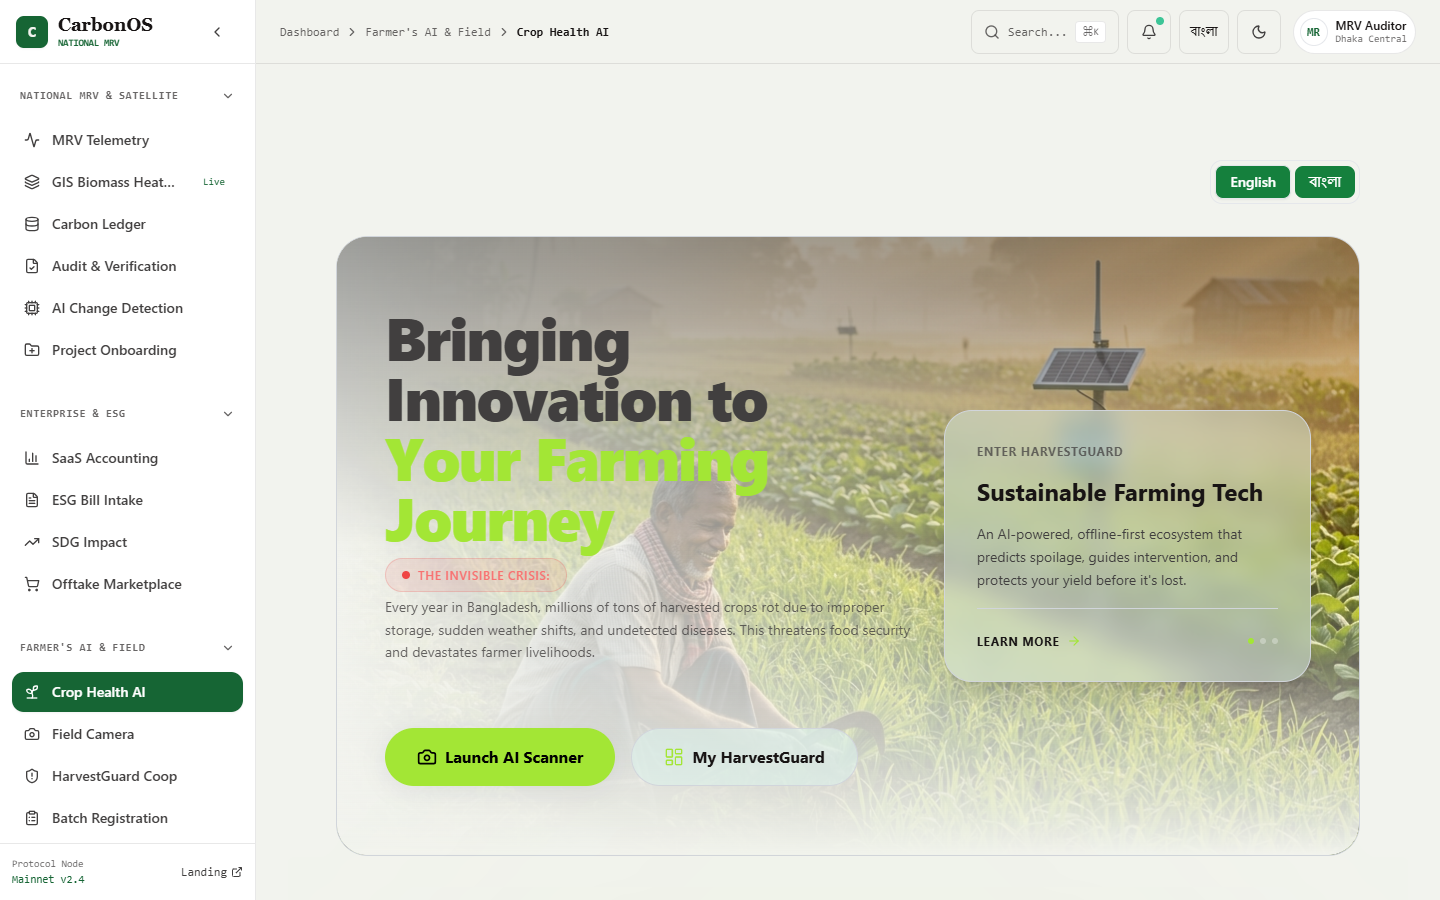 C
CarbonOS
NATIONAL MRV
Dashboard > Farmer's AI & Field > Crop Health AI
Search... ⌘K
বাংলা
MR
MRV Auditor
Dhaka Central
NATIONAL MRV & SATELLITE
MRV Telemetry
GIS Biomass Heat... Live
Carbon Ledger
Audit & Verification
AI Change Detection
Project Onboarding
ENTERPRISE & ESG
SaaS Accounting
ESG Bill Intake
SDG Impact
Offtake Marketplace
FARMER'S AI & FIELD
Crop Health AI
Field Camera
HarvestGuard Coop
Batch Registration
Protocol Node
Mainnet v2.4
Landing
English বাংলা
Bringing
Innovation to
Your Farming
Journey
THE INVISIBLE CRISIS:
Every year in Bangladesh, millions of tons of harvested crops rot due to improper
storage, sudden weather shifts, and undetected diseases. This threatens food security
and devastates farmer livelihoods.
Launch AI Scanner
My HarvestGuard
ENTER HARVESTGUARD
Sustainable Farming Tech
An AI-powered, offline-first ecosystem that
predicts spoilage, guides intervention, and
protects your yield before it's lost.
LEARN MORE →